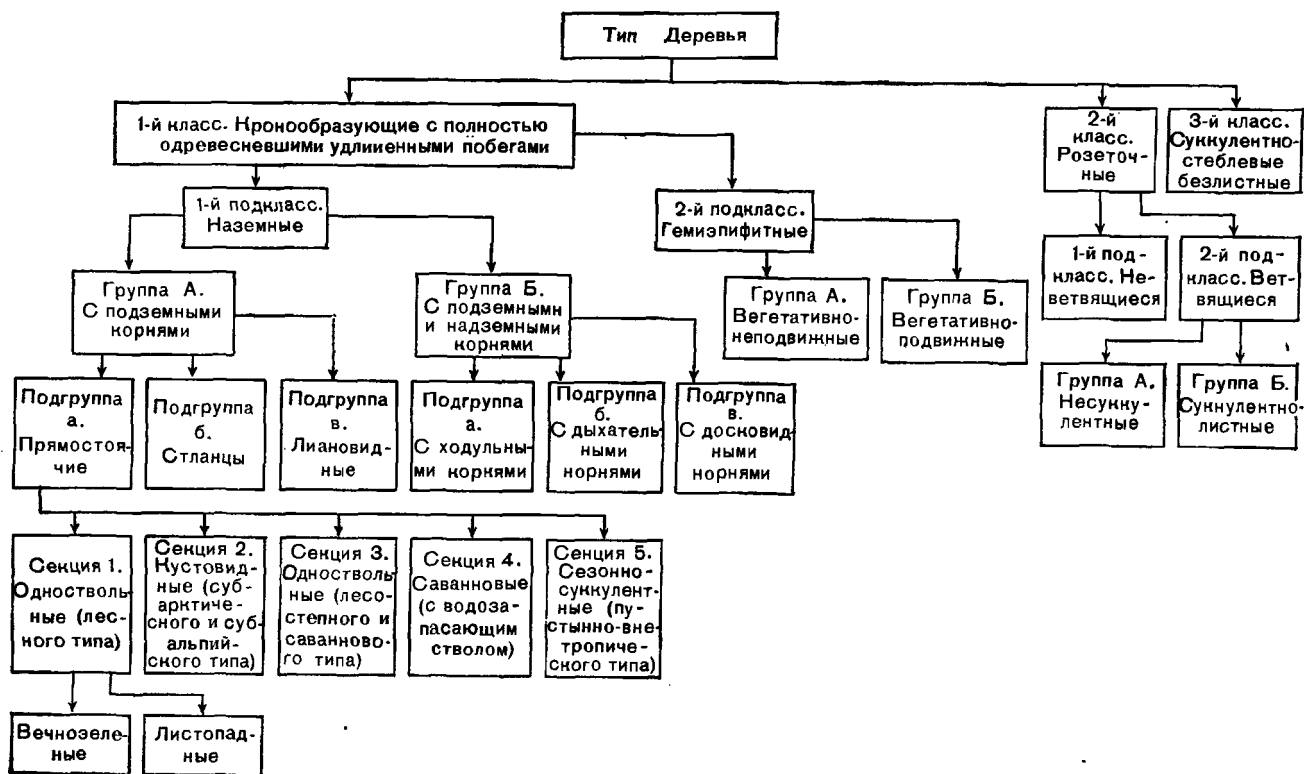 Тип Деревья
1-й класс. Кронообразующие с полностью
одревесневшими удлиненными побегами
2-й
класс.
Розеточ-
ные
3-й класс.
Суккулентно-
стеблевые
безлистные
1-й подкласс.
Наземные
2-й подкласс.
Гемиэпифитные
1-й под-
класс. Не-
ветвящиеся
2-й под-
класс. Вет-
вящиеся
Группа А.
С подземными
корнями
Группа Б.
С подземными
и надземными
корнями
Группа А.
Вегетативно-
неподвижные
Группа Б.
Вегетативно-
подвижные
Группа А.
Несукку-
лентные
Группа Б.
Суккулентно-
листные
Подгруппа
а.
Прямостоя-
чие
Подгруппа
б.
Стланцы
Подгруппа
в.
Лиановид-
ные
Подгруппа
а.
С ходульны-
ми корнями
Подгруппа
б.
С дыхатель-
ными
корнями
Подгруппа
в.
С досковид-
ными
корнями
Секция 1.
Одностволь-
ные (лес-
ного типа)
Секция 2.
Кустовид-
ные (суб-
арктиче-
ского и суб-
альпий-
ского типа)
Секция 3.
Одностволь-
ные (лесо-
степного и
саванново-
го типа)
Секция 4.
Саванновые
(с водоза-
пасающим
стволом)
Секция 5.
Сезонно-
суккулент-
ные (пу-
стынно-вне-
тропиче-
ского типа)
Вечнозеле-
ные
Листопад-
ные